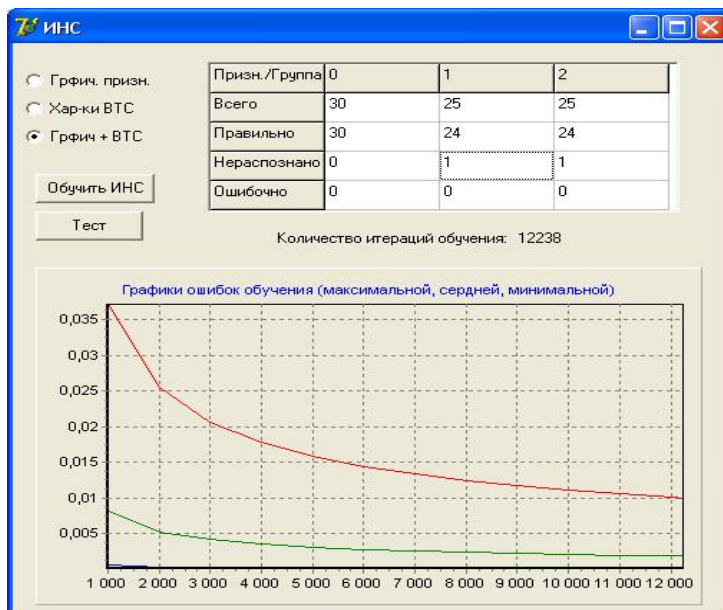 ИНС
Грфич. призн.
Хар-ки ВТС
Грфич + ВТС
Обучить ИНС
Тест
Призн./Группа 0 1 2
Всего 30 25 25
Правильно 30 24 24
Нераспознано 0 1 1
Ошибочно 0 0 0
Количество итераций обучения: 12238
Графики ошибок обучения (максимальной, сердней, минимальной)
0,035
0,03
0,025
0,02
0,015
0,01
0,005
1 000 2 000 3 000 4 000 5 000 6 000 7 000 8 000 9 000 10 000 11 000 12 000